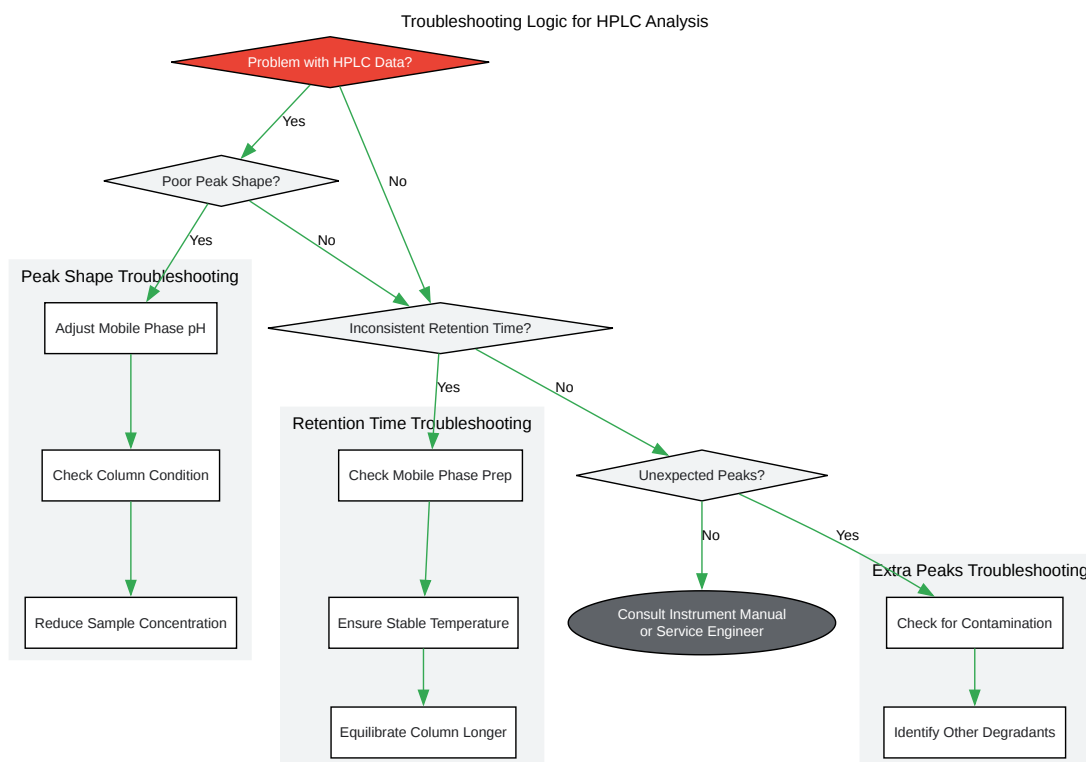 Troubleshooting Logic for HPLC Analysis
Problem with HPLC Data?
Yes
No
Poor Peak Shape?
Yes
No
Peak Shape Troubleshooting
Adjust Mobile Phase pH
Check Column Condition
Reduce Sample Concentration
Inconsistent Retention Time?
Yes
No
Retention Time Troubleshooting
Check Mobile Phase Prep
Ensure Stable Temperature
Equilibrate Column Longer
Unexpected Peaks?
No
Yes
Consult Instrument Manual
or Service Engineer
Extra Peaks Troubleshooting
Check for Contamination
Identify Other Degradants